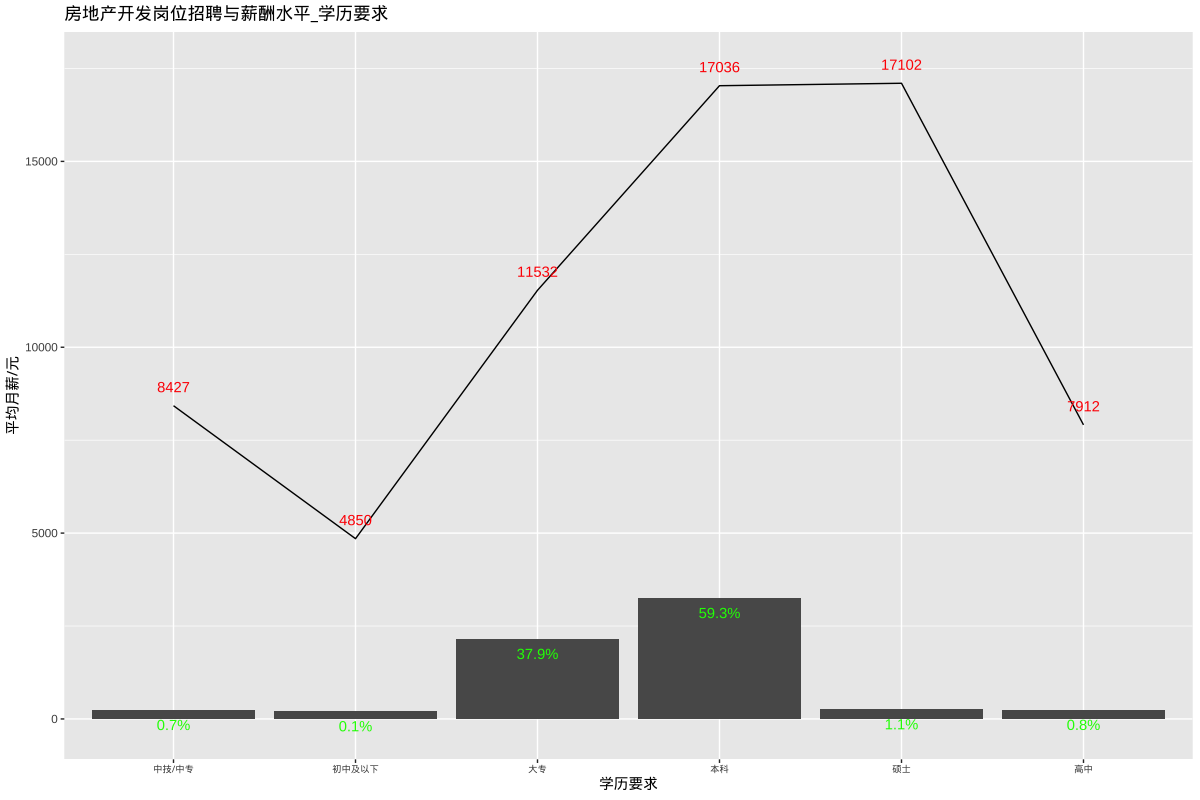 房地产开发岗位招聘与薪酬水平_学历要求
17036
17102
15000
11532
10000
8427
7912
平均月薪/元
4850
5000
59.3%
37.9%
0
0.7%
0.1%
1.1%
0.8%
中技/中专
初中及以下
大专
本科
硕士
高中
学历要求